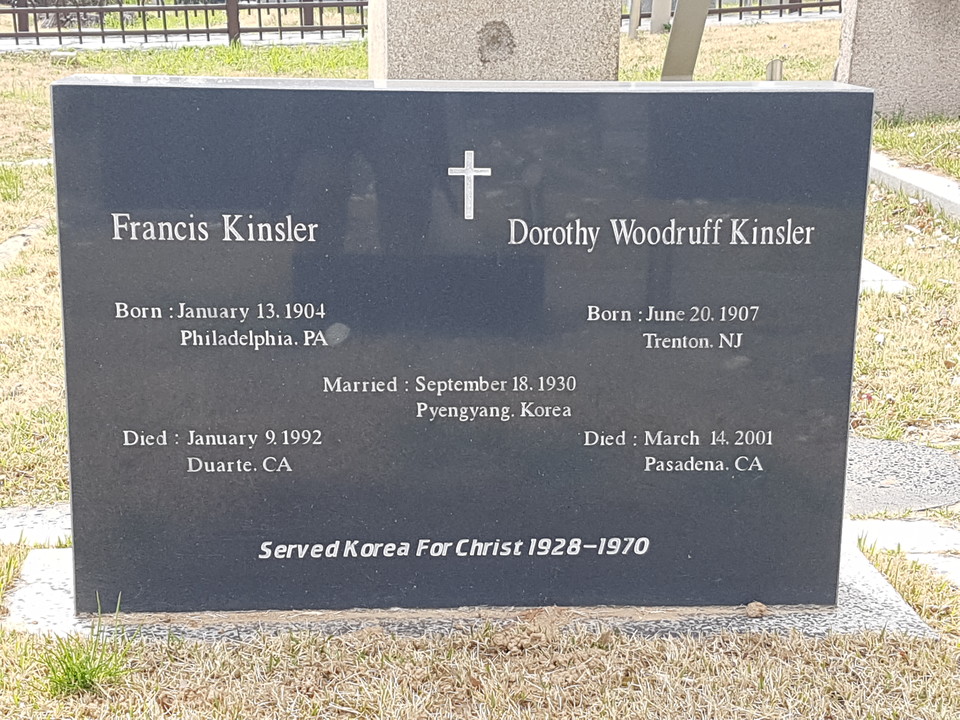 Francis Kinsler
Dorothy Woodruff Kinsler
Born : January 13. 1904
Philadelphia. PA
Born : June 20. 1907
Trenton. NJ
Married : September 18. 1930
Pyengyang. Korea
Died : January 9. 1992
Duarte. CA
Died : March 14. 2001
Pasadena. CA
Served Korea For Christ 1928–1970